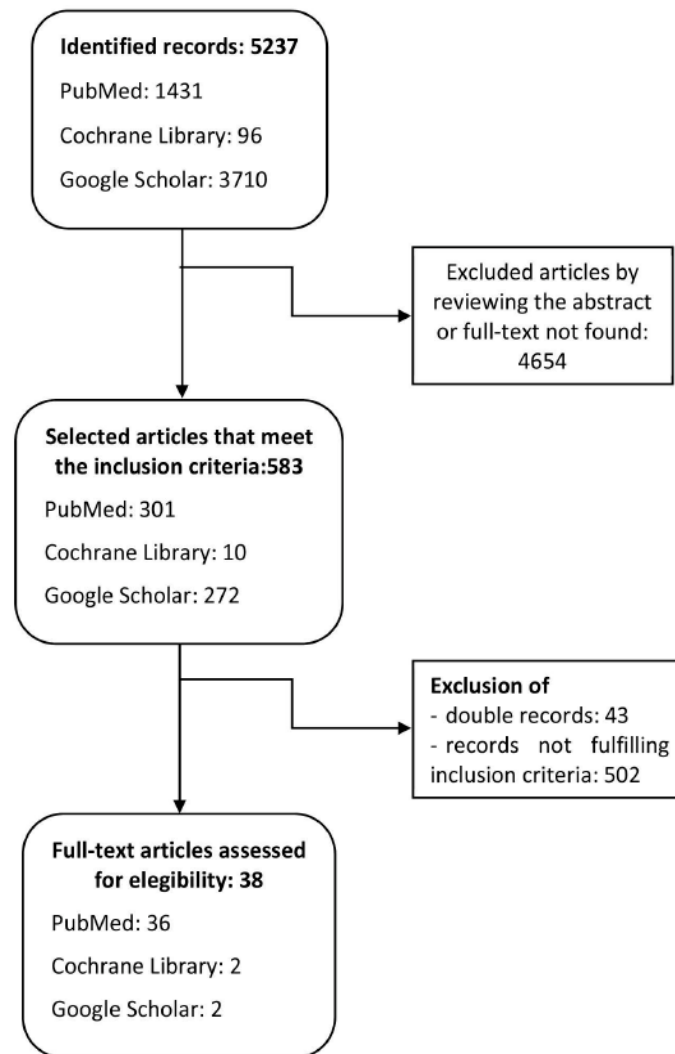 Identified records: 5237
PubMed: 1431
Cochrane Library: 96
Google Scholar: 3710
Excluded articles by
reviewing the abstract
or full-text not found:
4654
Selected articles that meet
the inclusion criteria:583
PubMed: 301
Cochrane Library: 10
Google Scholar: 272
Exclusion of
- double records: 43
- records not fulfilling
inclusion criteria: 502
Full-text articles assessed
for elegibility: 38
PubMed: 36
Cochrane Library: 2
Google Scholar: 2